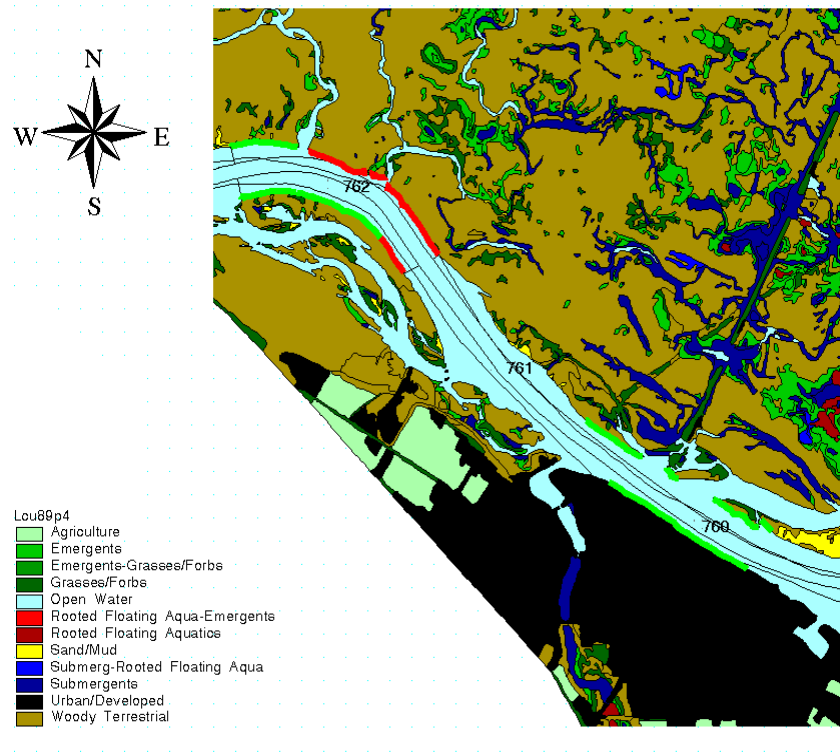 N
W E
S
762
761
760
Lou89p4
Agriculture
Emergents
Emergents-Grasses/Forbs
Grasses/Forbs
Open Water
Rooted Floating Aqua-Emergents
Rooted Floating Aquatics
Sand/Mud
Submerg-Rooted Floating Aqua
Submergents
Urban/Developed
Woody Terrestrial